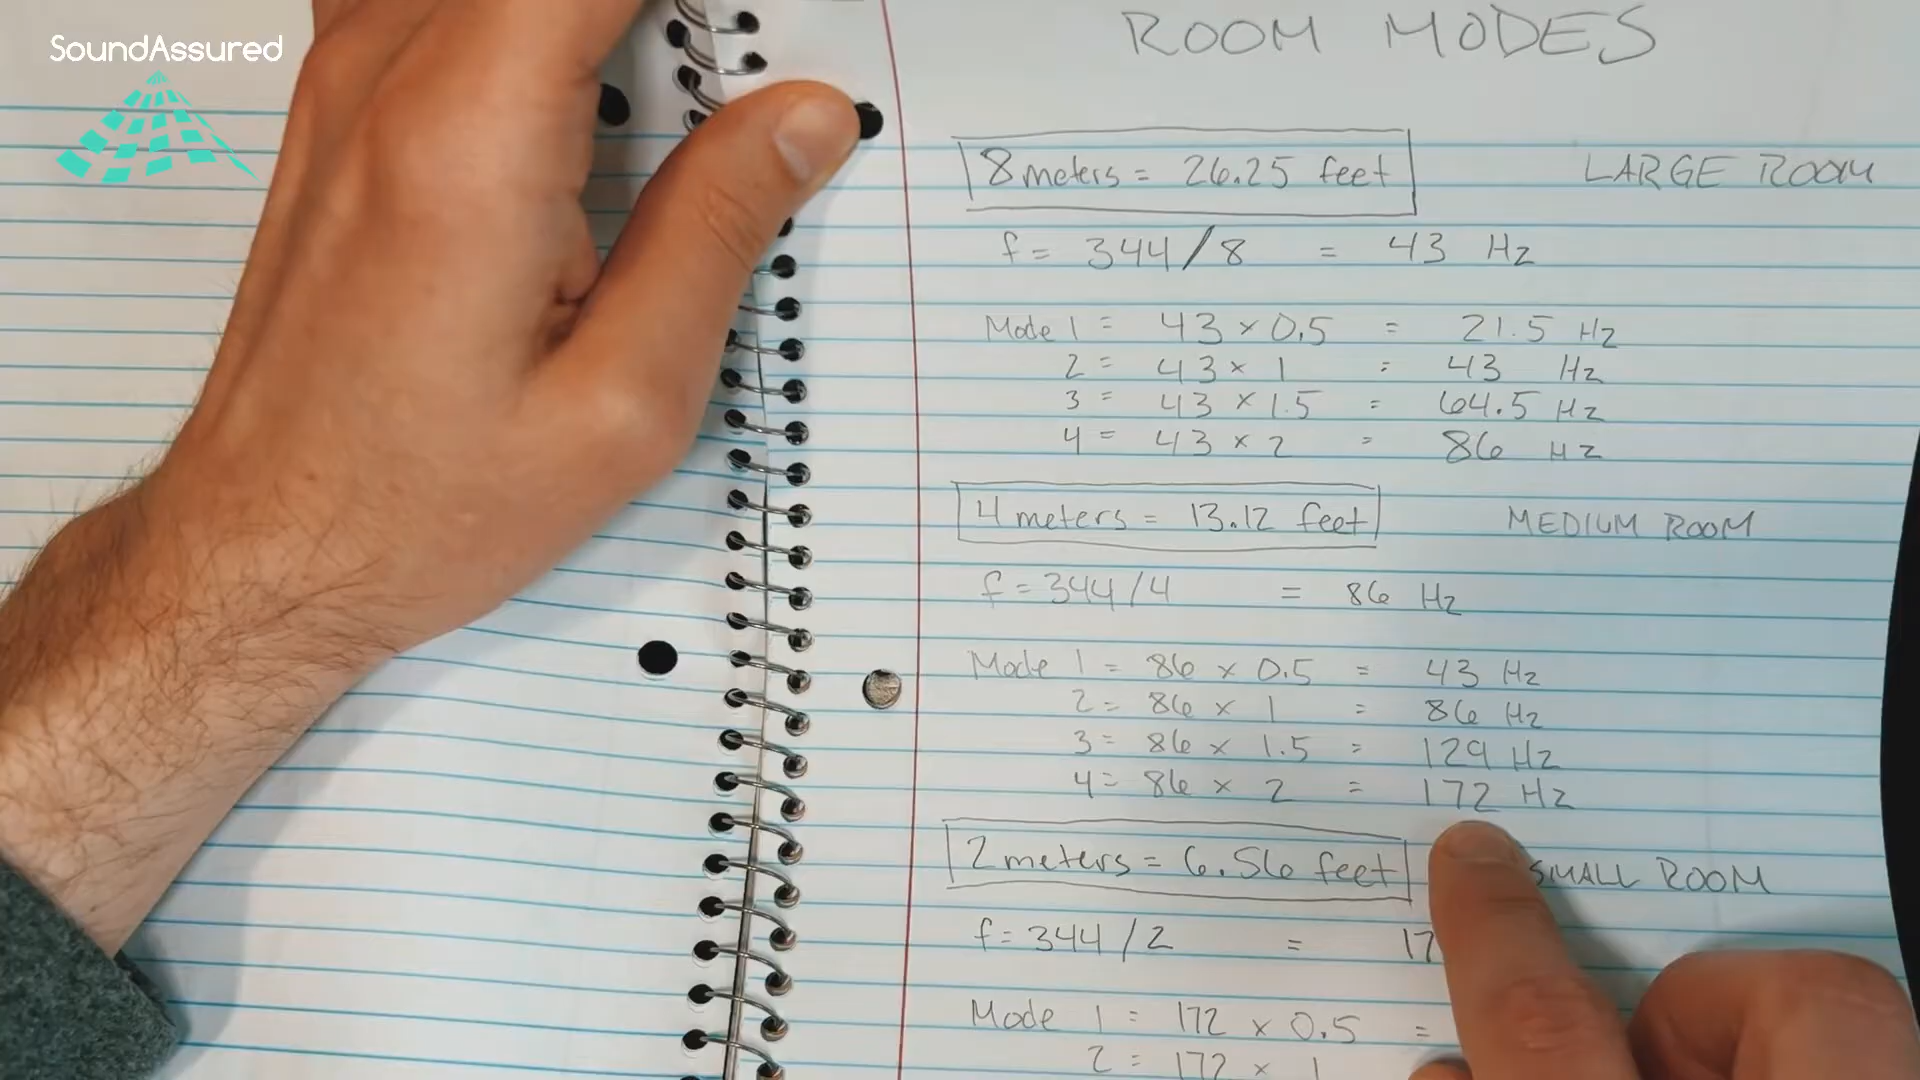 SoundAssured
ROOM MODES
8 meters = 26.25 feet LARGE ROOM
f = 344/8 = 43 Hz
Mode 1 = 43 x 0.5 = 21.5 Hz
2 = 43 x 1 = 43 Hz
3 = 43 x 1.5 = 64.5 Hz
4 = 43 x 2 = 86 Hz
4 meters = 13.12 feet MEDIUM ROOM
f = 344/4 = 86 Hz
Mode 1 = 86 x 0.5 = 43 Hz
2 = 86 x 1 = 86 Hz
3 = 86 x 1.5 = 129 Hz
4 = 86 x 2 = 172 Hz
2 meters = 6.56 feet SMALL ROOM
f = 344/2 = 17
Mode 1 = 172 x 0.5 =
2 = 172 x 1